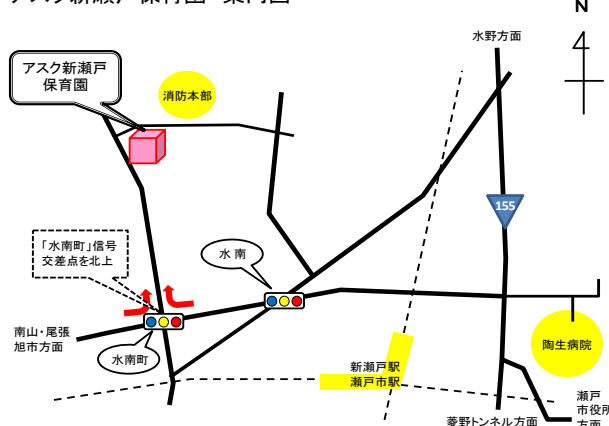 アスク新瀬戸保育園 案内図
N
水野方面
アスク新瀬戸
保育園
消防本部
155
「水南町」信号
交差点を北上
水 南
南山・尾張
旭市方面
水南町
陶生病院
新瀬戸駅
瀬戸市駅
瀬戸
市役所
方面
菱野トンネル方面